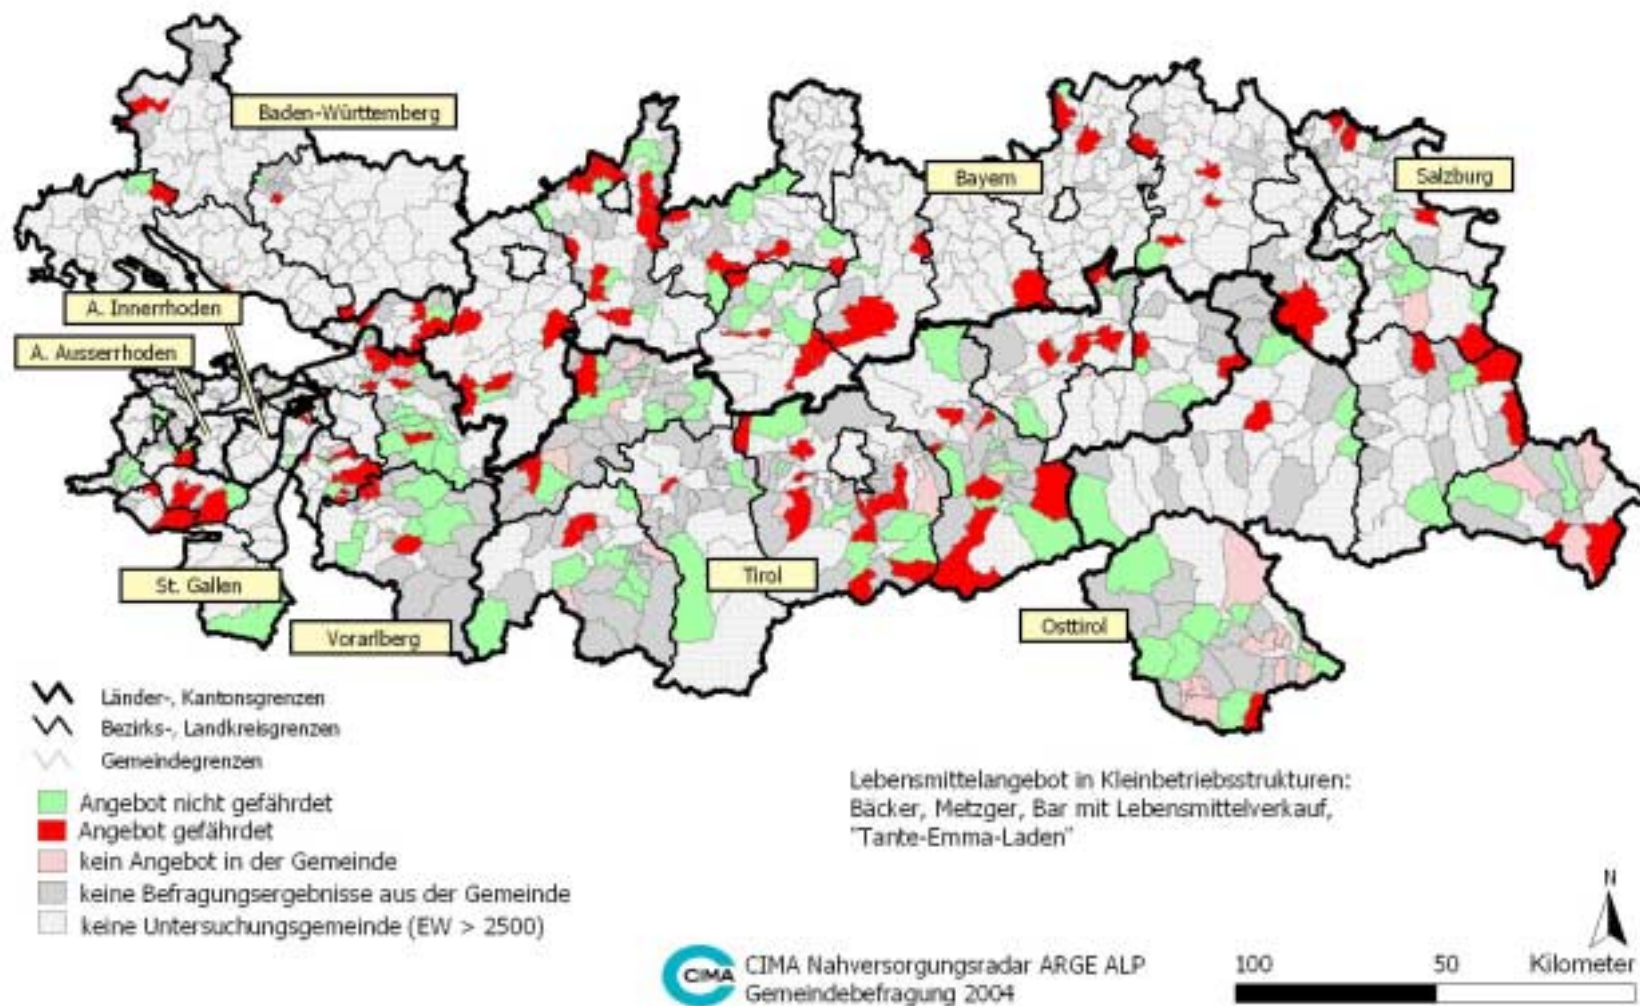 Baden-Württemberg
Bayern
Salzburg
A. Innerrhoden
A. Ausserrhoden
St. Gallen
Tirol
Vorarlberg
Osttirol
Länder-, Kantonsgrenzen
Bezirks-, Landkreisgrenzen
Gemeindegrenzen
Angebot nicht gefährdet
Angebot gefährdet
kein Angebot in der Gemeinde
keine Befragungsergebnisse aus der Gemeinde
keine Untersuchungsgemeinde (EW > 2500)
Lebensmittelangebot in Kleinbetriebsstrukturen:
Bäcker, Metzger, Bar mit Lebensmittelverkauf,
"Tante-Emma-Laden"
N
CIMA
CIMA Nahversorgungsradar ARGE ALP
Gemeindebefragung 2004
100 50 Kilometer